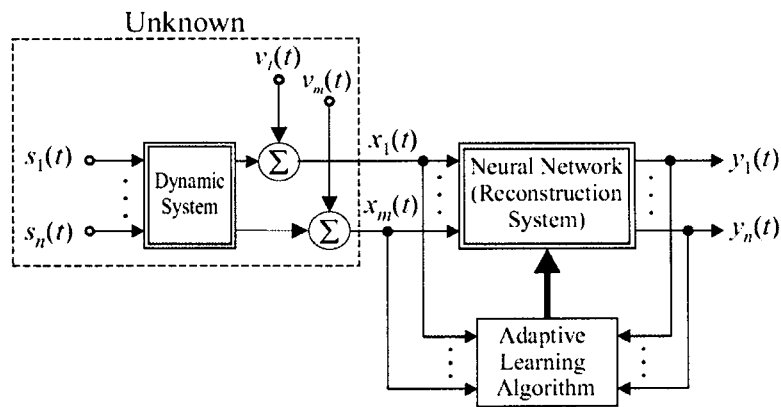 Unknown
v₁(t)
vₘ(t)
s₁(t)
sₙ(t)
Dynamic
System
Σ
Σ
x₁(t)
xₘ(t)
Neural Network
(Reconstruction
System)
y₁(t)
yₙ(t)
Adaptive
Learning
Algorithm